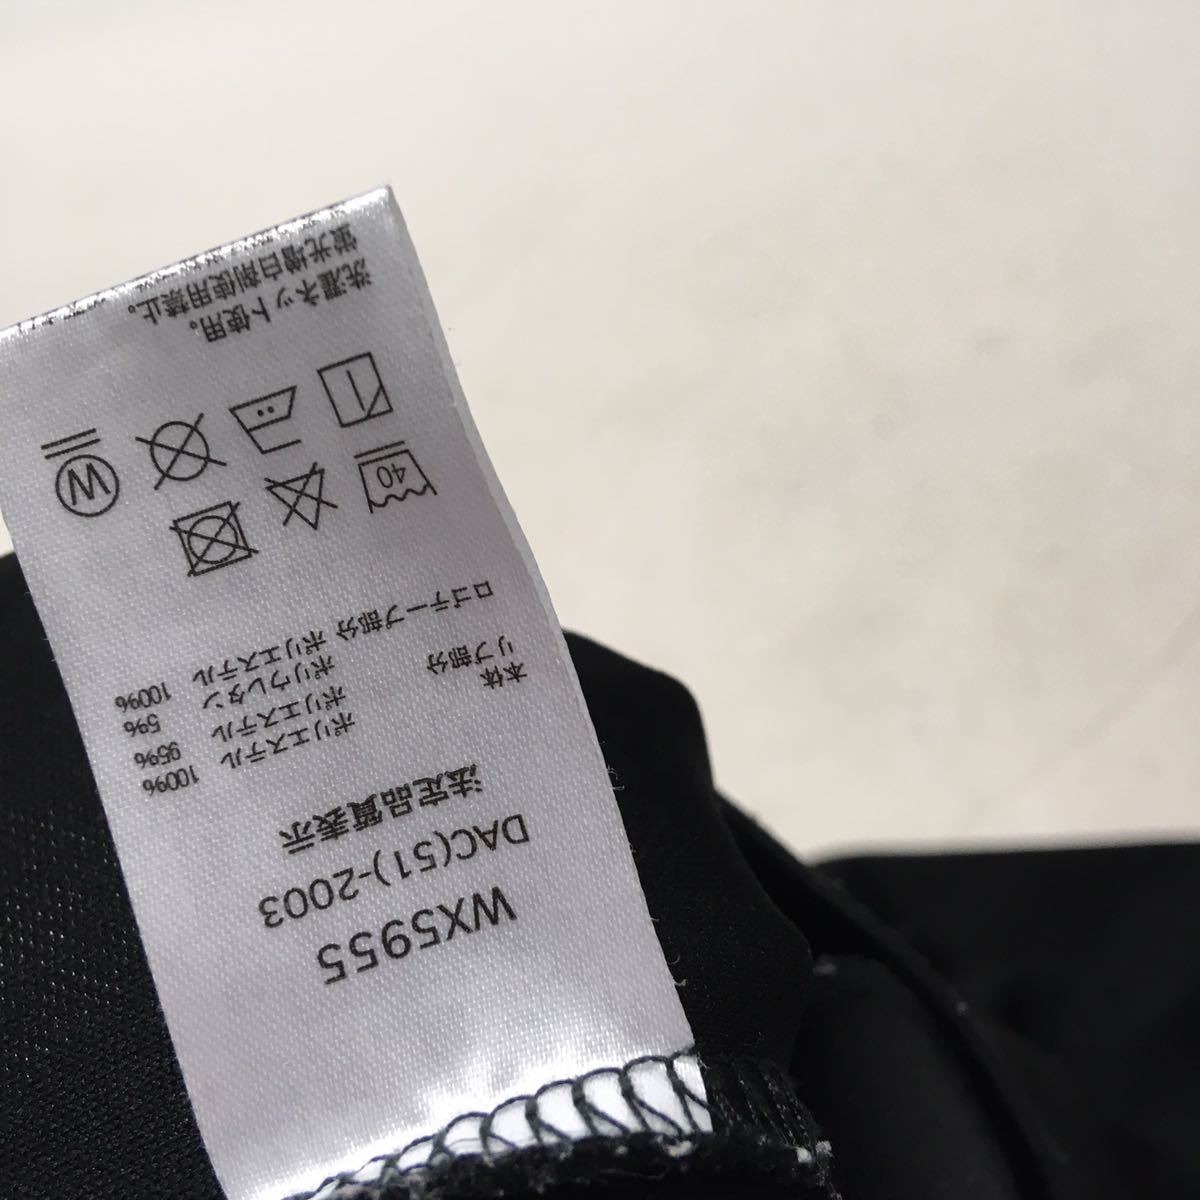 WX5955
DAC(51)-2003
法定品質表示
本体 ポリエステル 100%
リブ部分 ポリエステル 95%
ポリウレタン 5%
ロゴテープ部分 ポリエステル 100%
40
W
洗濯ネット使用。
蛍光増白剤使用禁止。